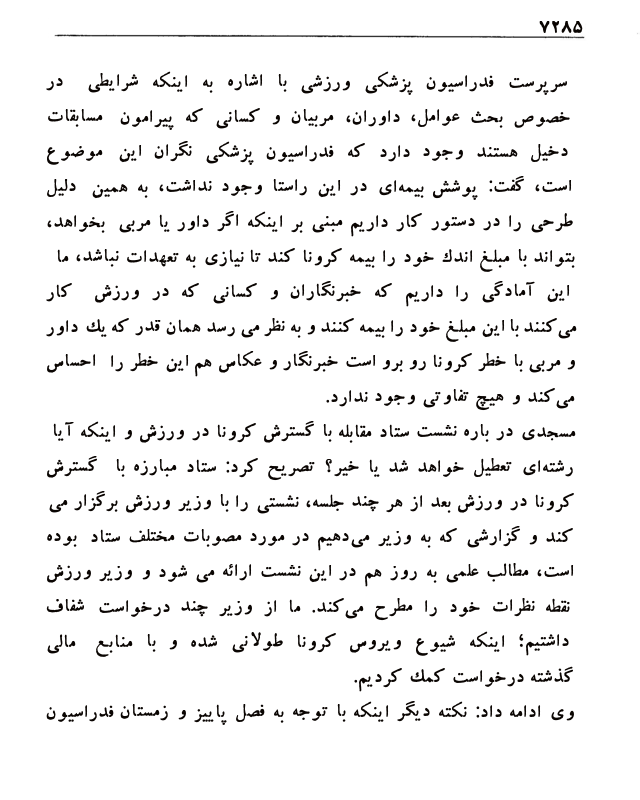 ۷۲۸۵
سرپرست فدراسیون پزشکی ورزشی با اشاره به اینکه شرایطی در
خصوص بحث عوامل، داوران، مربیان و کسانی که پیرامون مسابقات
دخیل هستند وجود دارد که فدراسیون پزشکی نگران این موضوع
است، گفت: پوشش بیمه‌ای در این راستا وجود نداشت، به همین دلیل
طرحی را در دستور کار داریم مبنی بر اینکه اگر داور یا مربی بخواهد،
بتواند با مبلغ اندك خود را بیمه کرونا کند تا نیازی به تعهدات نباشد، ما
این آمادگی را داریم که خبرنگاران و کسانی که در ورزش کار
می‌کنند با این مبلغ خود را بیمه کنند و به نظر می رسد همان قدر که یك داور
و مربی با خطر کرونا رو برو است خبرنگار و عکاس هم این خطر را احساس
می‌کند و هیچ تفاوتی وجود ندارد.
مسجدی در باره نشست ستاد مقابله با گسترش کرونا در ورزش و اینکه آیا
رشته‌ای تعطیل خواهد شد یا خیر؟ تصریح کرد: ستاد مبارزه با گسترش
کرونا در ورزش بعد از هر چند جلسه، نشستی را با وزیر ورزش برگزار می
کند و گزارشی که به وزیر می‌دهیم در مورد مصوبات مختلف ستاد بوده
است، مطالب علمی به روز هم در این نشست ارائه می شود و وزیر ورزش
نقطه نظرات خود را مطرح می‌کند. ما از وزیر چند درخواست شفاف
داشتیم؛ اینکه شیوع ویروس کرونا طولانی شده و با منابع مالی
گذشته درخواست کمك کردیم.
وی ادامه داد: نکته دیگر اینکه با توجه به فصل پاییز و زمستان فدراسیون